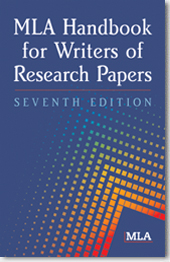 MLA Handbook
for Writers of
Research Papers
SEVENTH EDITION
MLA